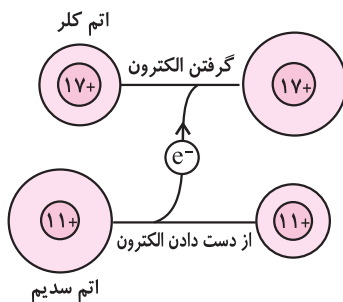 اتم کلر
گرفتن الکترون
۱۷+
۱۷+
e⁻
۱۱+
۱۱+
از دست دادن الکترون
اتم سدیم